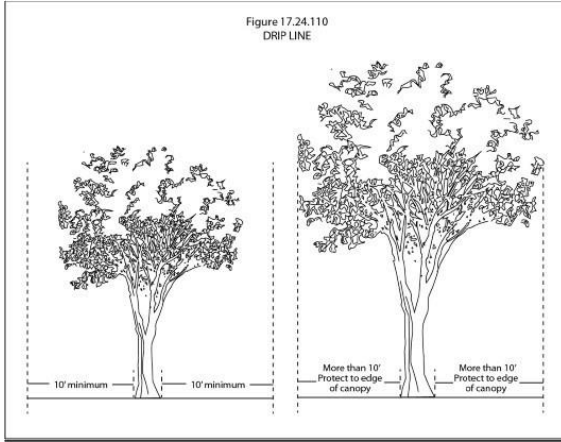 Figure 17.24.110
DRIP LINE
10' minimum
10' minimum
More than 10'
Protect to edge
of canopy
More than 10'
Protect to edge
of canopy